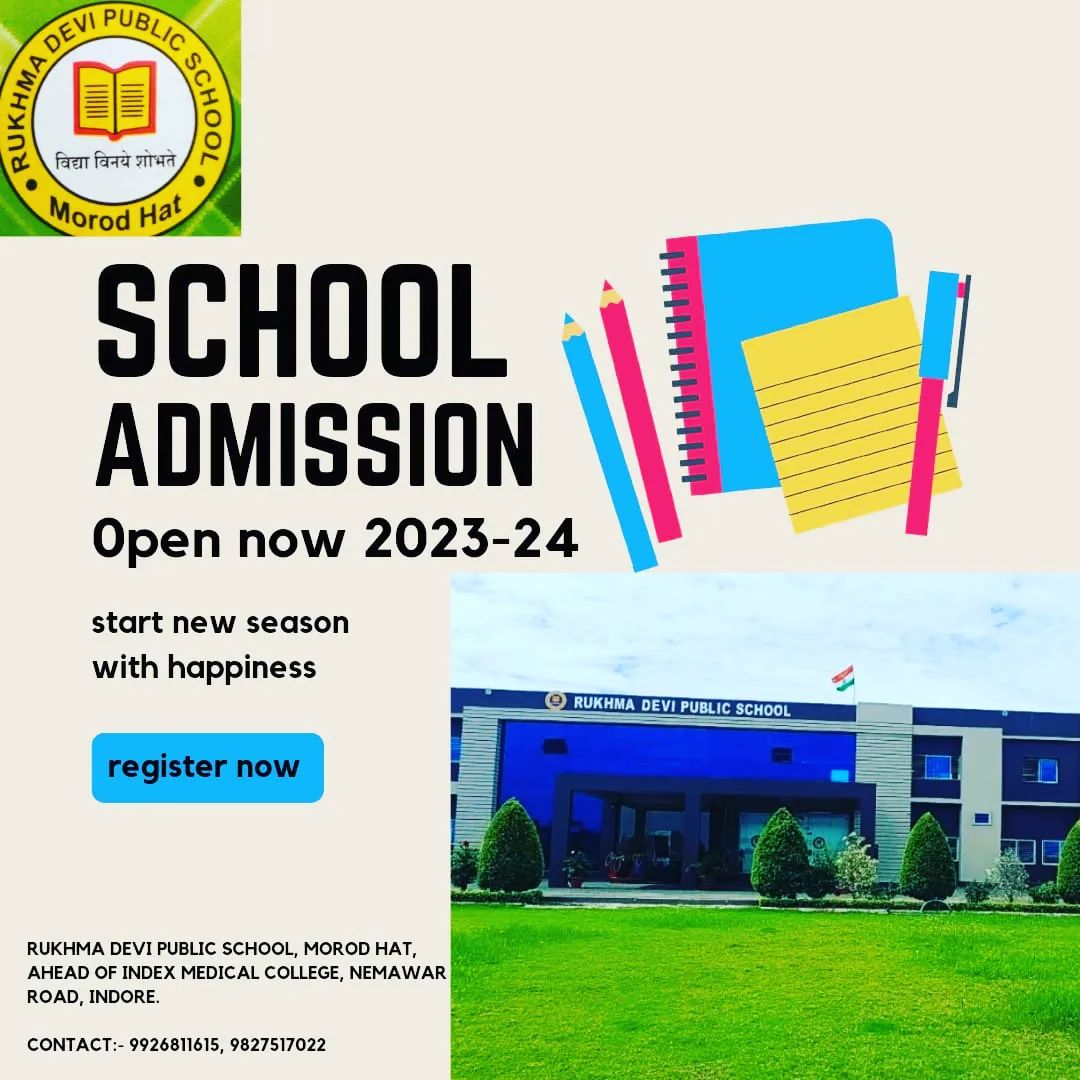 RUKHMA DEVI PUBLIC SCHOOL
विद्या विनये शोभते
Morod Hat
SCHOOL
ADMISSION
Open now 2023-24
start new season
with happiness
register now
RUKHMA DEVI PUBLIC SCHOOL
RUKHMA DEVI PUBLIC SCHOOL, MOROD HAT,
AHEAD OF INDEX MEDICAL COLLEGE, NEMAWAR
ROAD, INDORE.
CONTACT:- 9926811615, 9827517022